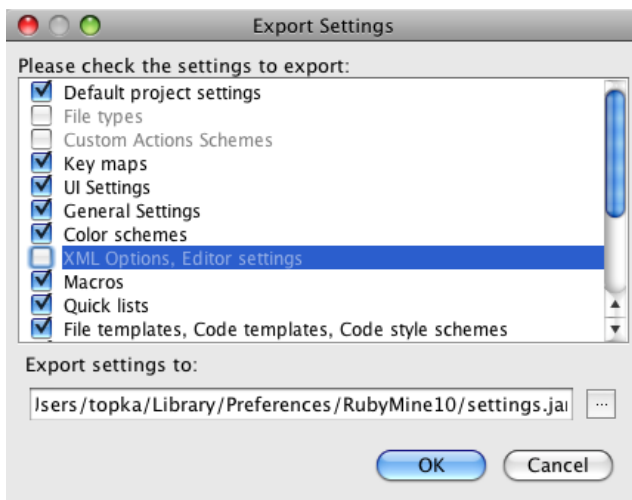 Export Settings
Please check the settings to export:
Default project settings
File types
Custom Actions Schemes
Key maps
UI Settings
General Settings
Color schemes
XML Options, Editor settings
Macros
Quick lists
File templates, Code templates, Code style schemes
Export settings to:
Jsers/topka/Library/Preferences/RubyMine10/settings.jar
...
OK
Cancel